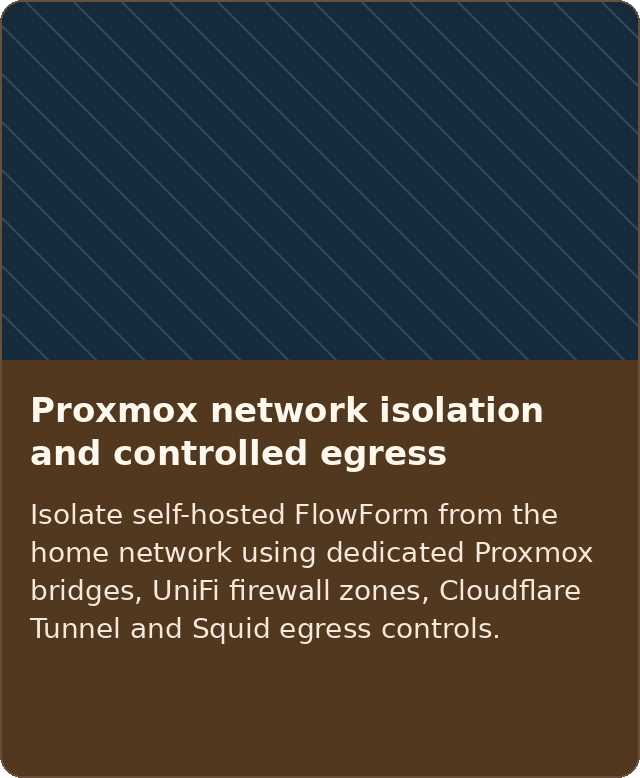 Proxmox network isolation
and controlled egress
Isolate self-hosted FlowForm from the
home network using dedicated Proxmox
bridges, UniFi firewall zones, Cloudflare
Tunnel and Squid egress controls.